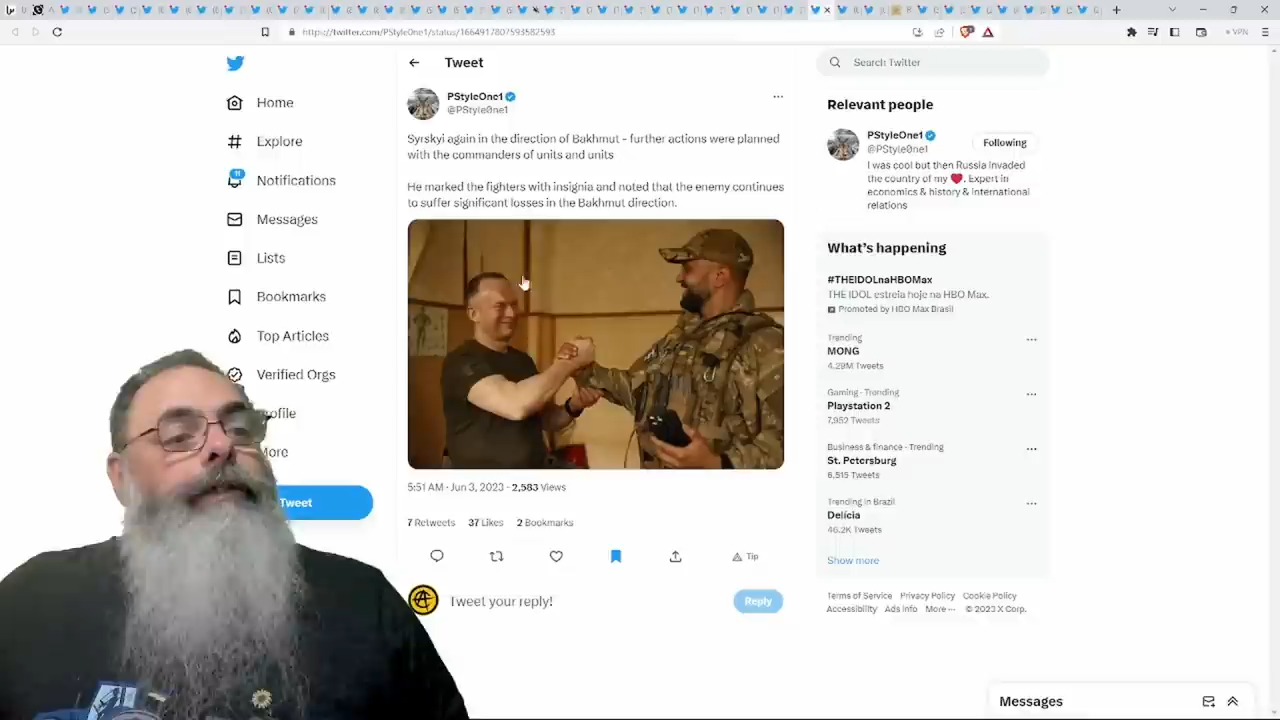 https://twitter.com/PStyle0ne1/status/1664917807593582593
VPN
Home
Explore
11
Notifications
Messages
Lists
Bookmarks
Top Articles
Verified Orgs
rofile
More
Tweet
Tweet
PStyleOne1
@PStyle0ne1
Syrskyi again in the direction of Bakhmut - further actions were planned
with the commanders of units and units
He marked the fighters with insignia and noted that the enemy continues
to suffer significant losses in the Bakhmut direction.
5:51 AM · Jun 3, 2023 · 2,583 Views
7 Retweets 37 Likes 2 Bookmarks
Tip
Tweet your reply!
Reply
Search Twitter
Relevant people
PStyleOne1
@PStyle0ne1
Following
I was cool but then Russia invaded
the country of my ❤. Expert in
economics & history & international
relations
What's happening
#THEIDOLnaHBOMax
THE IDOL estreia hoje na HBO Max.
Promoted by HBO Max Brasil
Trending
MONG
4.29M Tweets
Gaming · Trending
Playstation 2
7,952 Tweets
Business & finance · Trending
St. Petersburg
6,515 Tweets
Trending in Brazil
Delícia
46.2K Tweets
Show more
Terms of Service Privacy Policy Cookie Policy
Accessibility Ads info More ··· © 2023 X Corp.
Messages